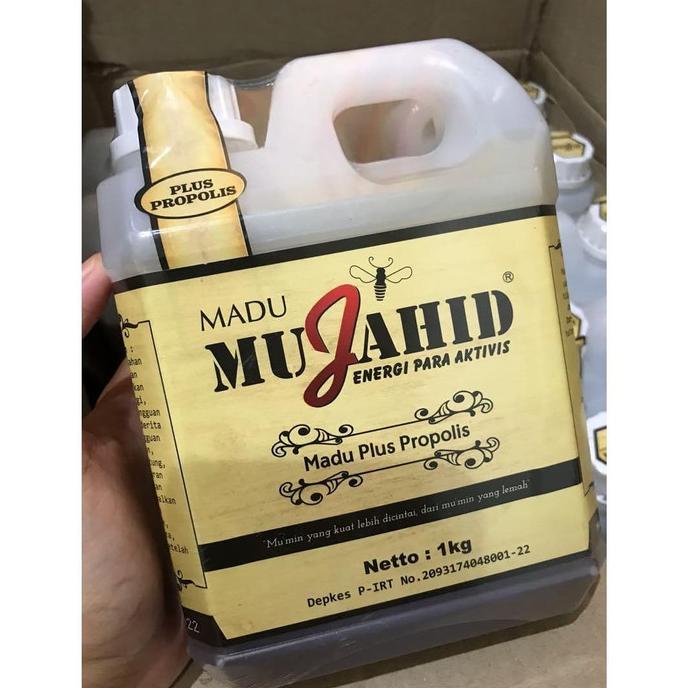 PLUS
PROPOLIS
MADU
MUJAHID ®
ENERGI PARA AKTIVIS
Madu Plus Propolis
"Mu'min yang kuat lebih dicintai, dari mu'min yang lemah"
Netto : 1kg
Depkes P-IRT No.2093174048001-22
22